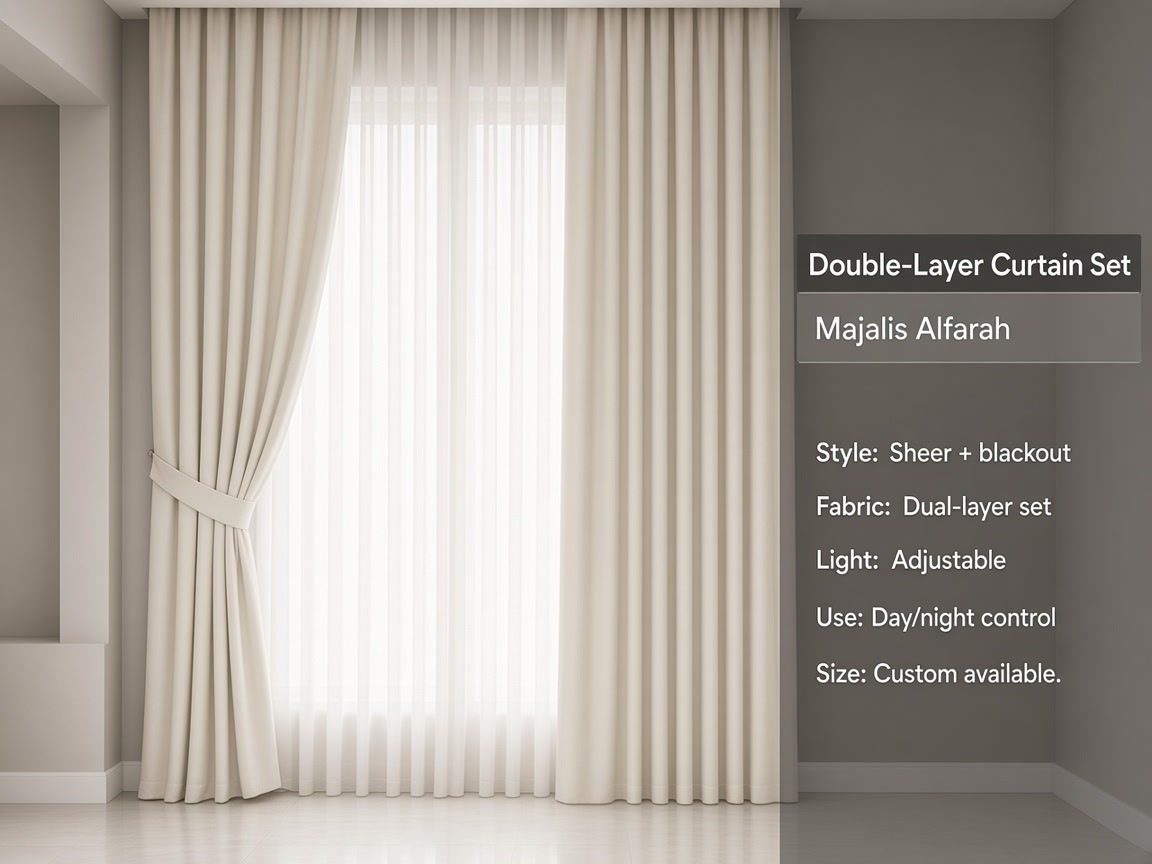 Double-Layer Curtain Set
Majalis Alfarah
Style: Sheer + blackout
Fabric: Dual-layer set
Light: Adjustable
Use: Day/night control
Size: Custom available.